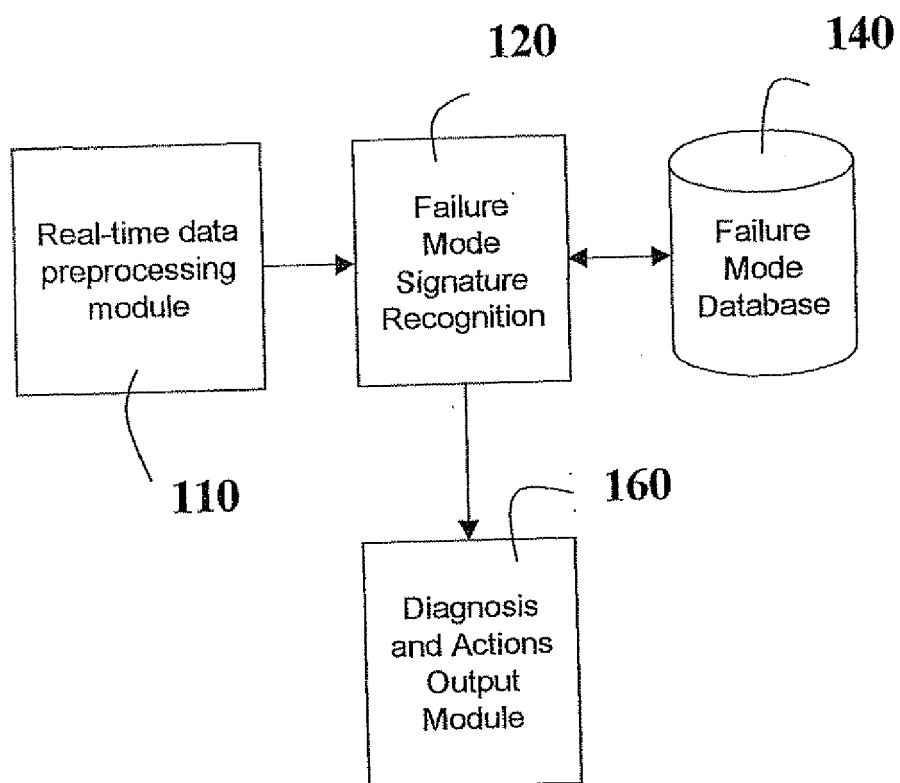 120
140
Real-time data
preprocessing
module
Failure
Mode
Signature
Recognition
Failure
Mode
Database
110
160
Diagnosis
and Actions
Output
Module